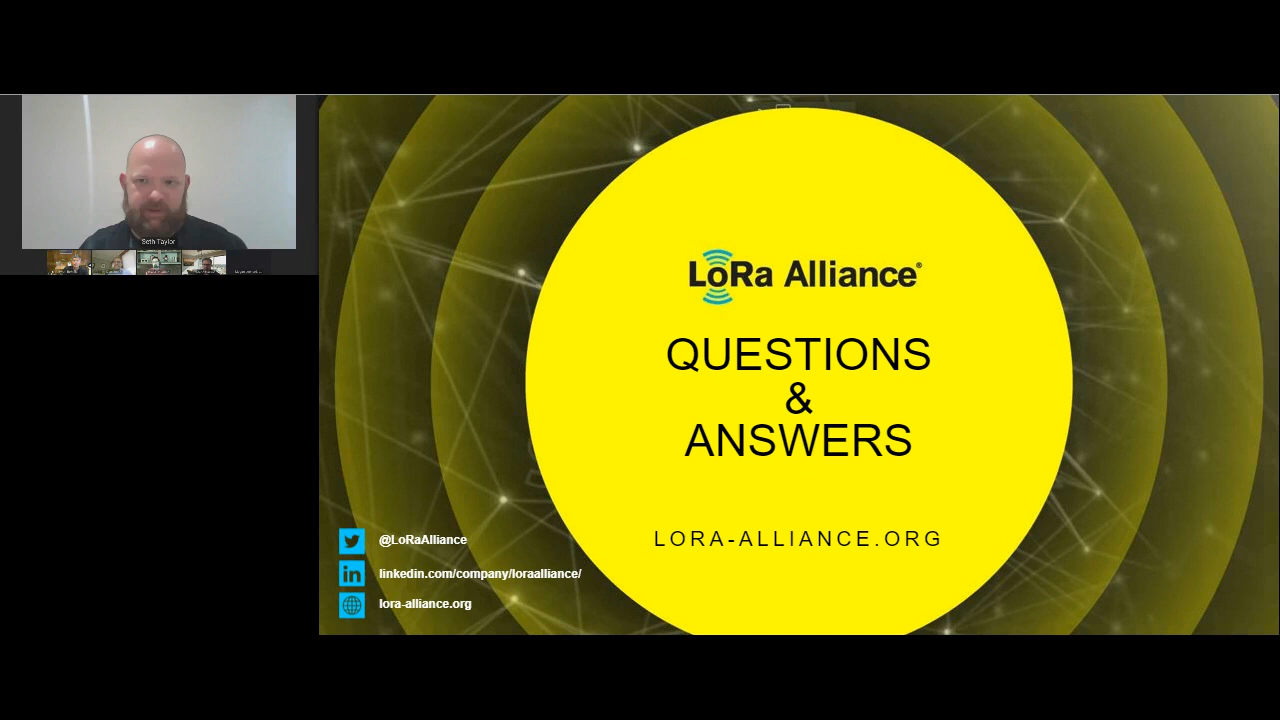 Seth Taylor
LoRa Alliance®
QUESTIONS
&
ANSWERS
LORA-ALLIANCE.ORG
@LoRaAlliance
linkedin.com/company/loraalliance/
lora-alliance.org